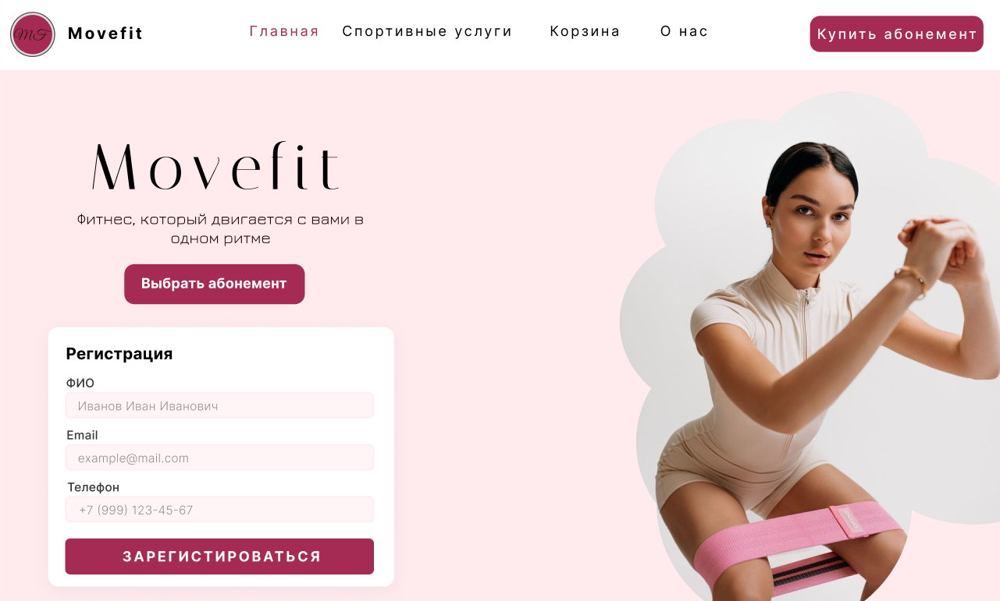 MF
Movefit
Главная
Спортивные услуги
Корзина
О нас
Купить абонемент
Movefit
Фитнес, который двигается с вами в
одном ритме
Выбрать абонемент
Регистрация
ФИО
Иванов Иван Иванович
Email
example@mail.com
Телефон
+7 (999) 123-45-67
ЗАРЕГИСТИРОВАТЬСЯ